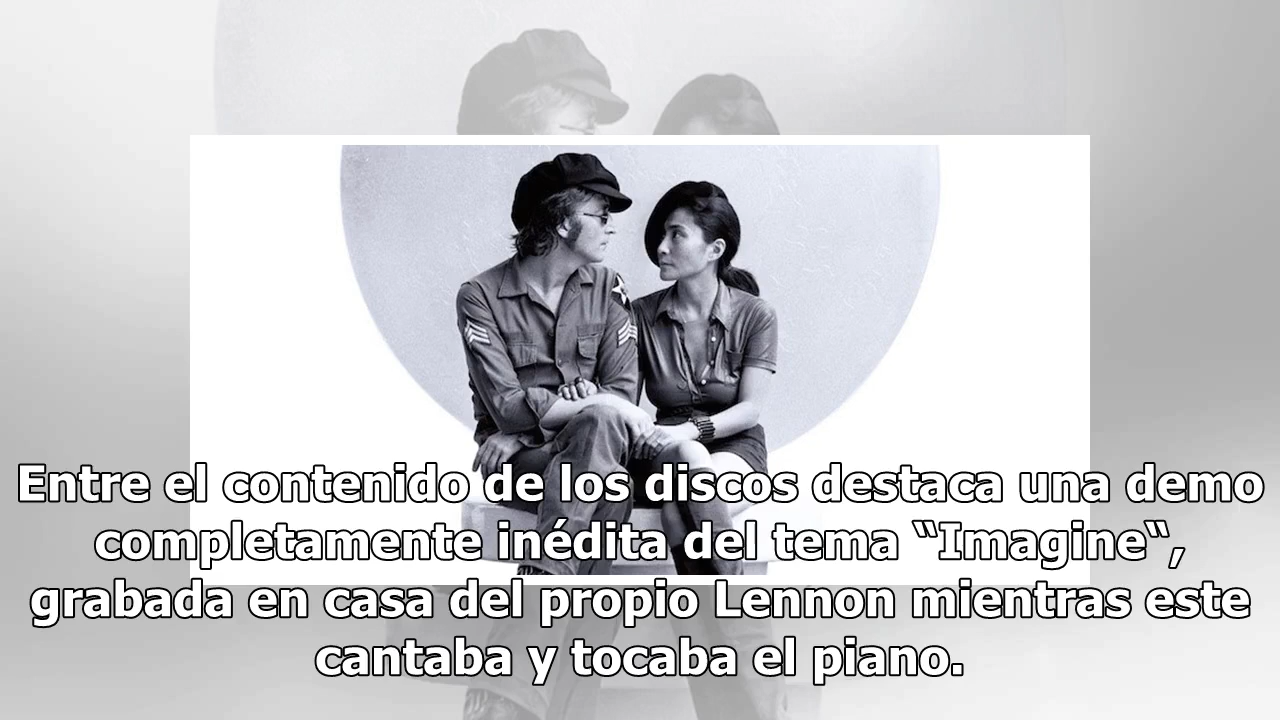 Entre el contenido de los discos destaca una demo
completamente inédita del tema “Imagine“,
grabada en casa del propio Lennon mientras este
cantaba y tocaba el piano.